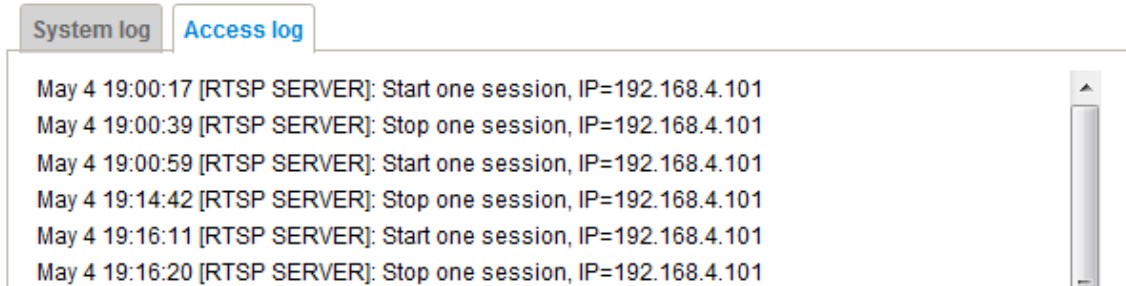 System log Access log
May 4 19:00:17 [RTSP SERVER]: Start one session, IP=192.168.4.101
May 4 19:00:39 [RTSP SERVER]: Stop one session, IP=192.168.4.101
May 4 19:00:59 [RTSP SERVER]: Start one session, IP=192.168.4.101
May 4 19:14:42 [RTSP SERVER]: Stop one session, IP=192.168.4.101
May 4 19:16:11 [RTSP SERVER]: Start one session, IP=192.168.4.101
May 4 19:16:20 [RTSP SERVER]: Stop one session, IP=192.168.4.101